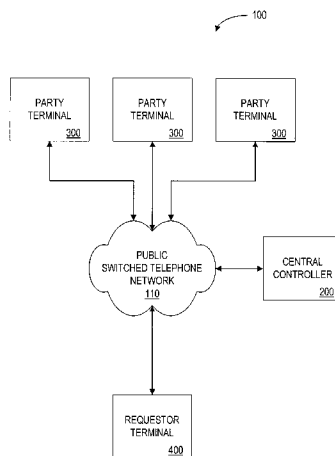 100
PARTY
TERMINAL
300
PARTY
TERMINAL
300
PARTY
TERMINAL
300
PUBLIC
SWITCHED TELEPHONE
NETWORK
110
CENTRAL
CONTROLLER
200
REQUESTOR
TERMINAL
400